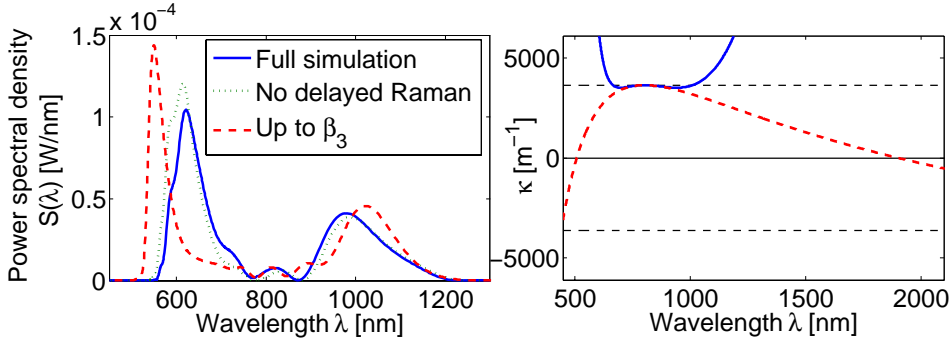 x 10⁻⁴
1.5
1
0.5
0
600
800
1000
1200
Wavelength λ [nm]
Power spectral density
S(λ) [W/nm]
Full simulation
No delayed Raman
Up to β₃
5000
0
−5000
500
1000
1500
2000
Wavelength λ [nm]
κ [m⁻¹]